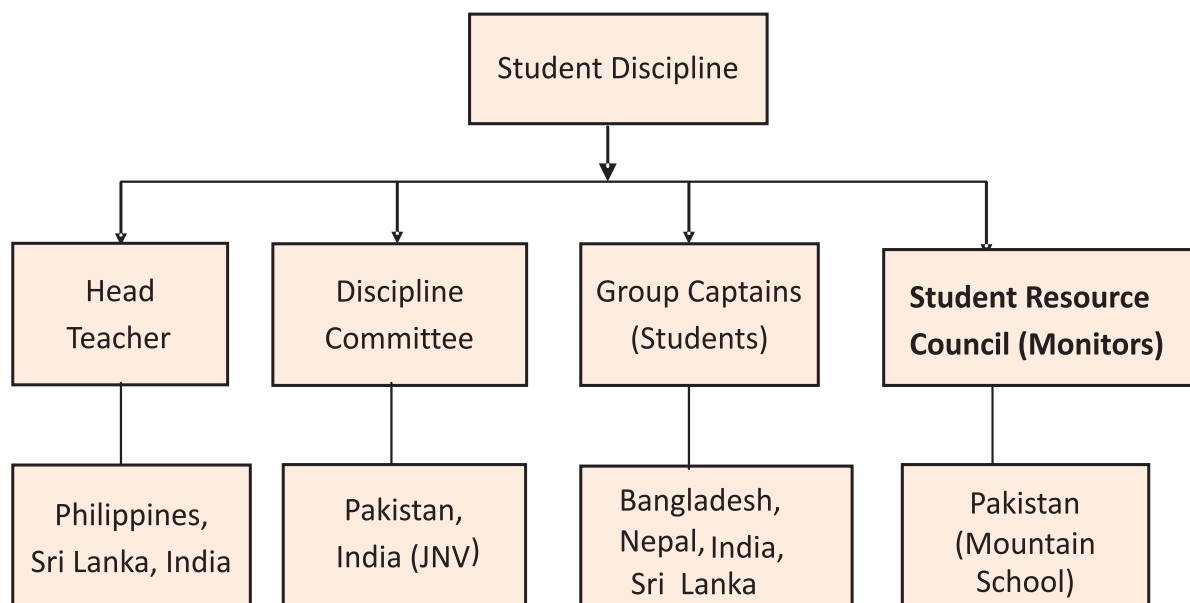 Student Discipline
Head
Teacher
Discipline
Committee
Group Captains
(Students)
Student Resource
Council (Monitors)
Philippines,
Sri Lanka, India
Pakistan,
India (JNV)
Bangladesh,
Nepal, India,
Sri Lanka
Pakistan
(Mountain
School)